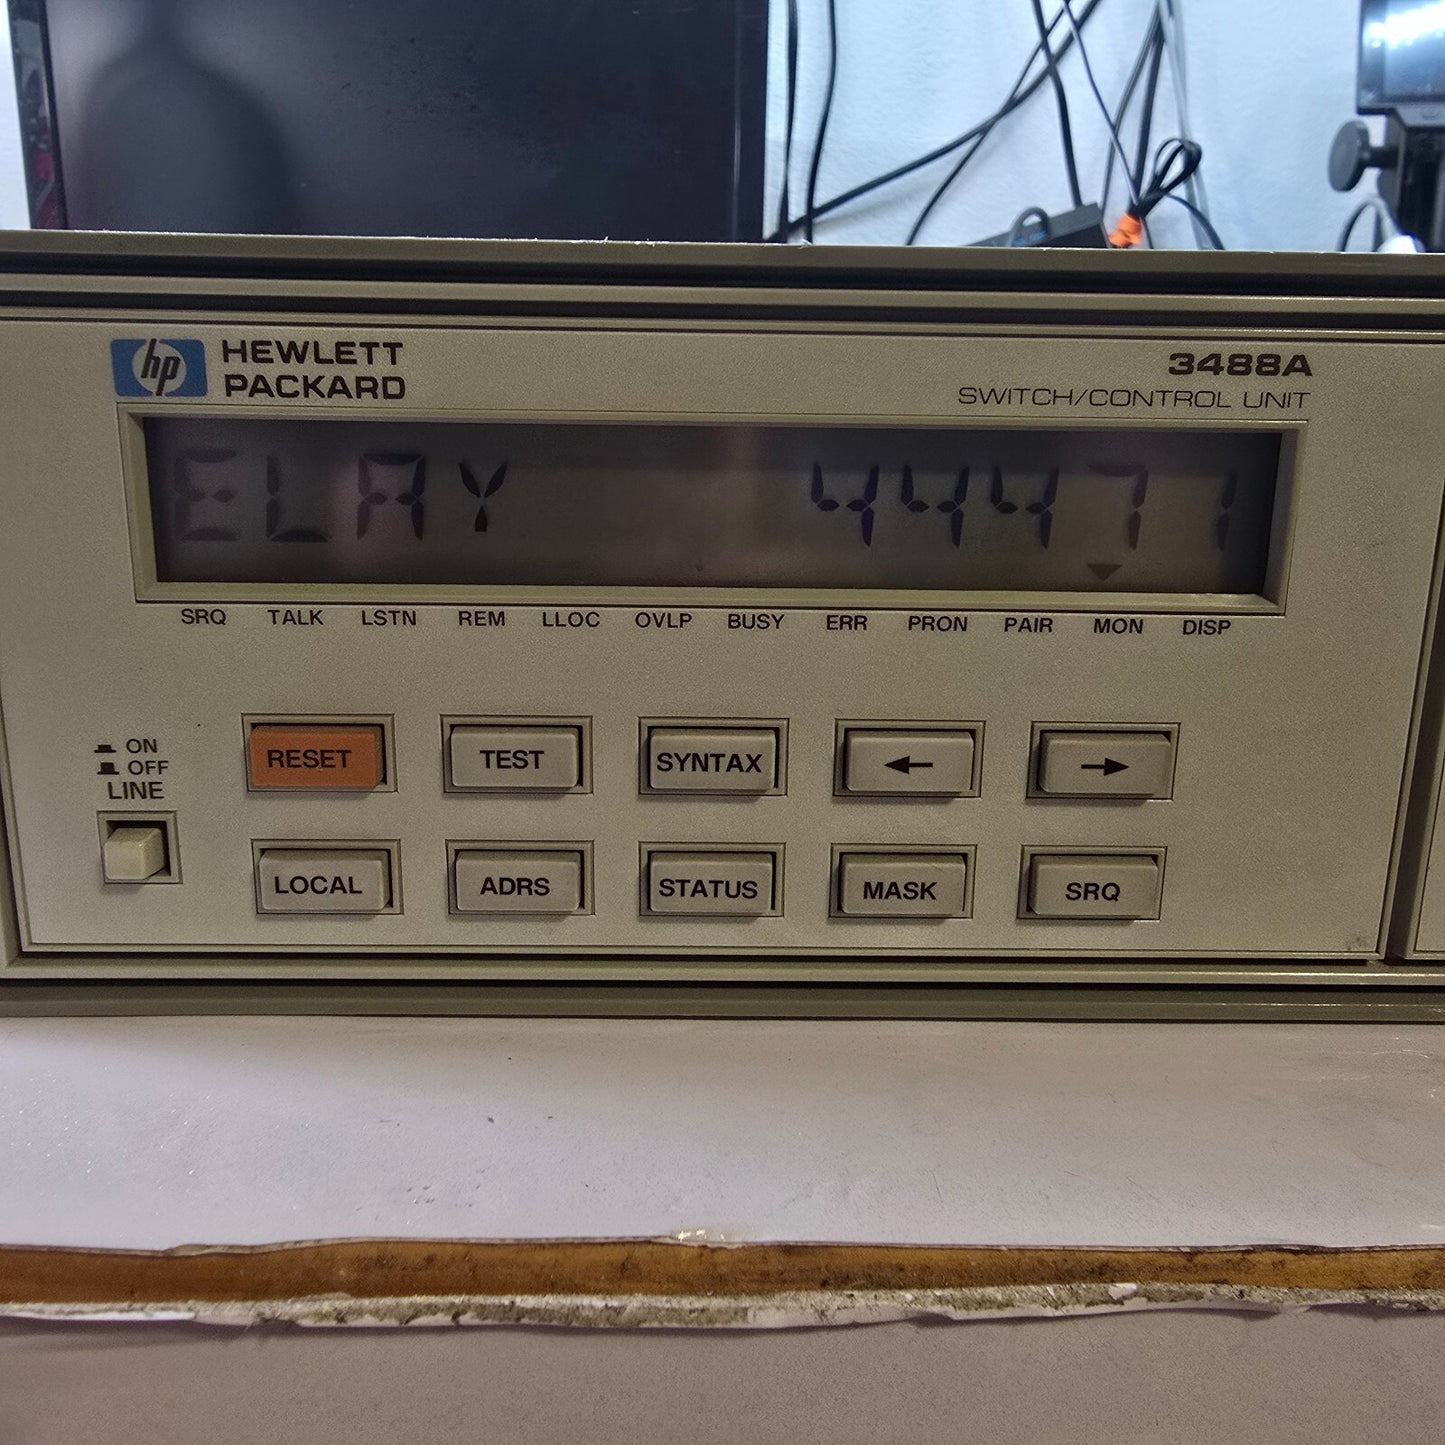 hp HEWLETT PACKARD
3488A
SWITCH/CONTROL UNIT
ELAY 44471
SRQ TALK LSTN REM LLOC OVLP BUSY ERR PRON PAIR MON DISP
ON
OFF
LINE
RESET TEST SYNTAX ← →
LOCAL ADRS STATUS MASK SRQ